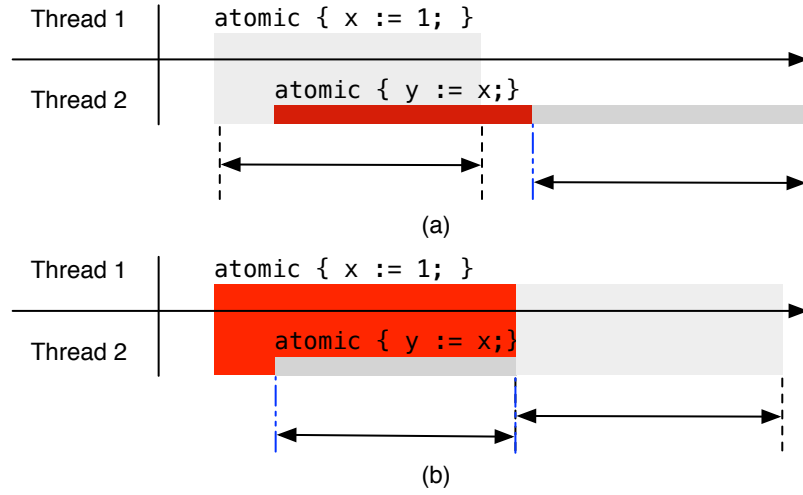 Thread 1
atomic { x := 1; }
Thread 2
atomic { y := x;}
(a)
Thread 1
atomic { x := 1; }
Thread 2
atomic { y := x;}
(b)